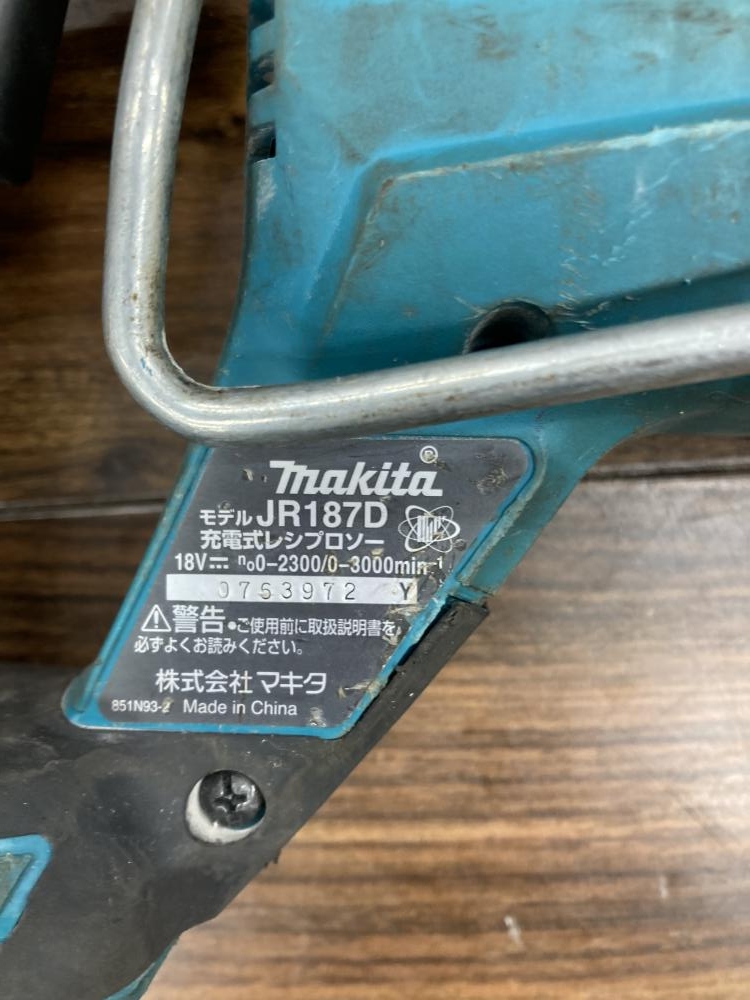 makita®
モデル JR187D
充電式レシプロソー
18V⎓ n₀0-2300/0-3000min⁻¹
0763972 Y
⚠警告 •ご使用前に取扱説明書を
必ずよくお読みください。
株式会社マキタ
851N93-2 Made in China